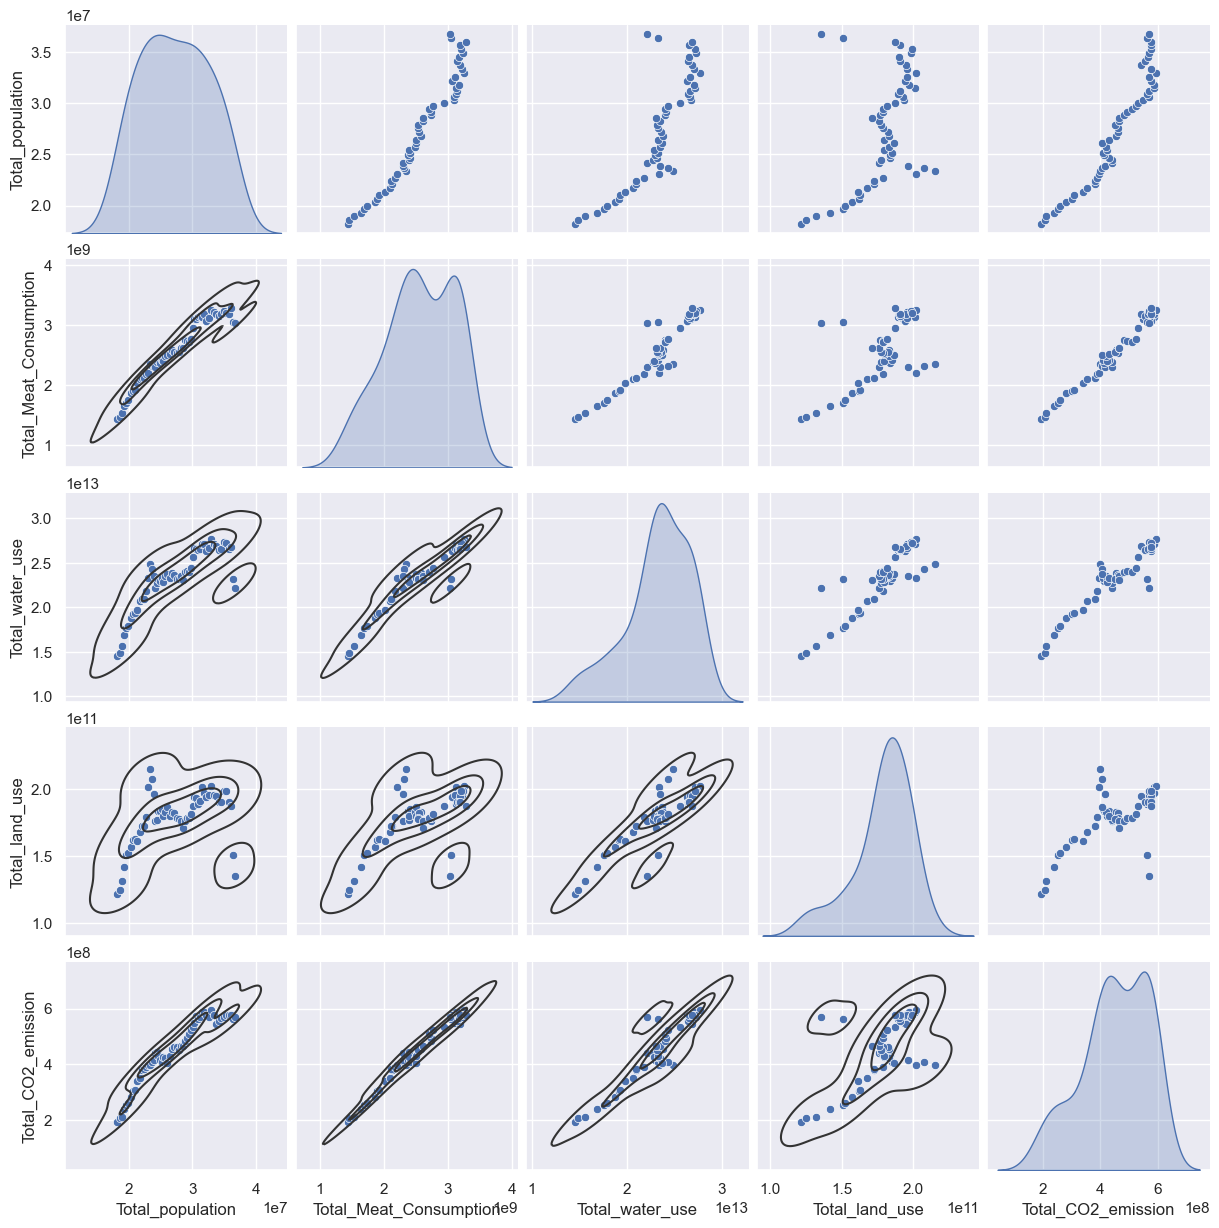 1e7
3.5
3.0
2.5
2.0
Total_population
1e9
4
3
2
1
Total_Meat_Consumption
1e13
3.0
2.5
2.0
1.5
1.0
Total_water_use
1e11
2.0
1.5
1.0
Total_land_use
1e8
6
4
2
Total_CO2_emission
2 3 4 1 2 3 4 1 2 3 1.0 1.5 2.0 2 4 6
Total_population 1e7 Total_Meat_Consumption 1e9 Total_water_use 1e13 Total_land_use 1e11 Total_CO2_emission 1e8